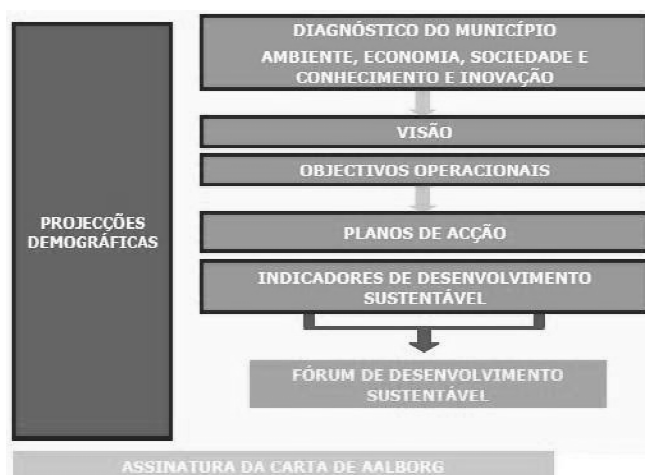 DIAGNÓSTICO DO MUNICÍPIO
AMBIENTE, ECONOMIA, SOCIEDADE E
CONHECIMENTO E INOVAÇÃO
VISÃO
OBJECTIVOS OPERACIONAIS
PROJECÇÕES
DEMOGRÁFICAS
PLANOS DE ACÇÃO
INDICADORES DE DESENVOLVIMENTO
SUSTENTÁVEL
FÓRUM DE DESENVOLVIMENTO
SUSTENTÁVEL
ASSINATURA DA CARTA DE AALBORG